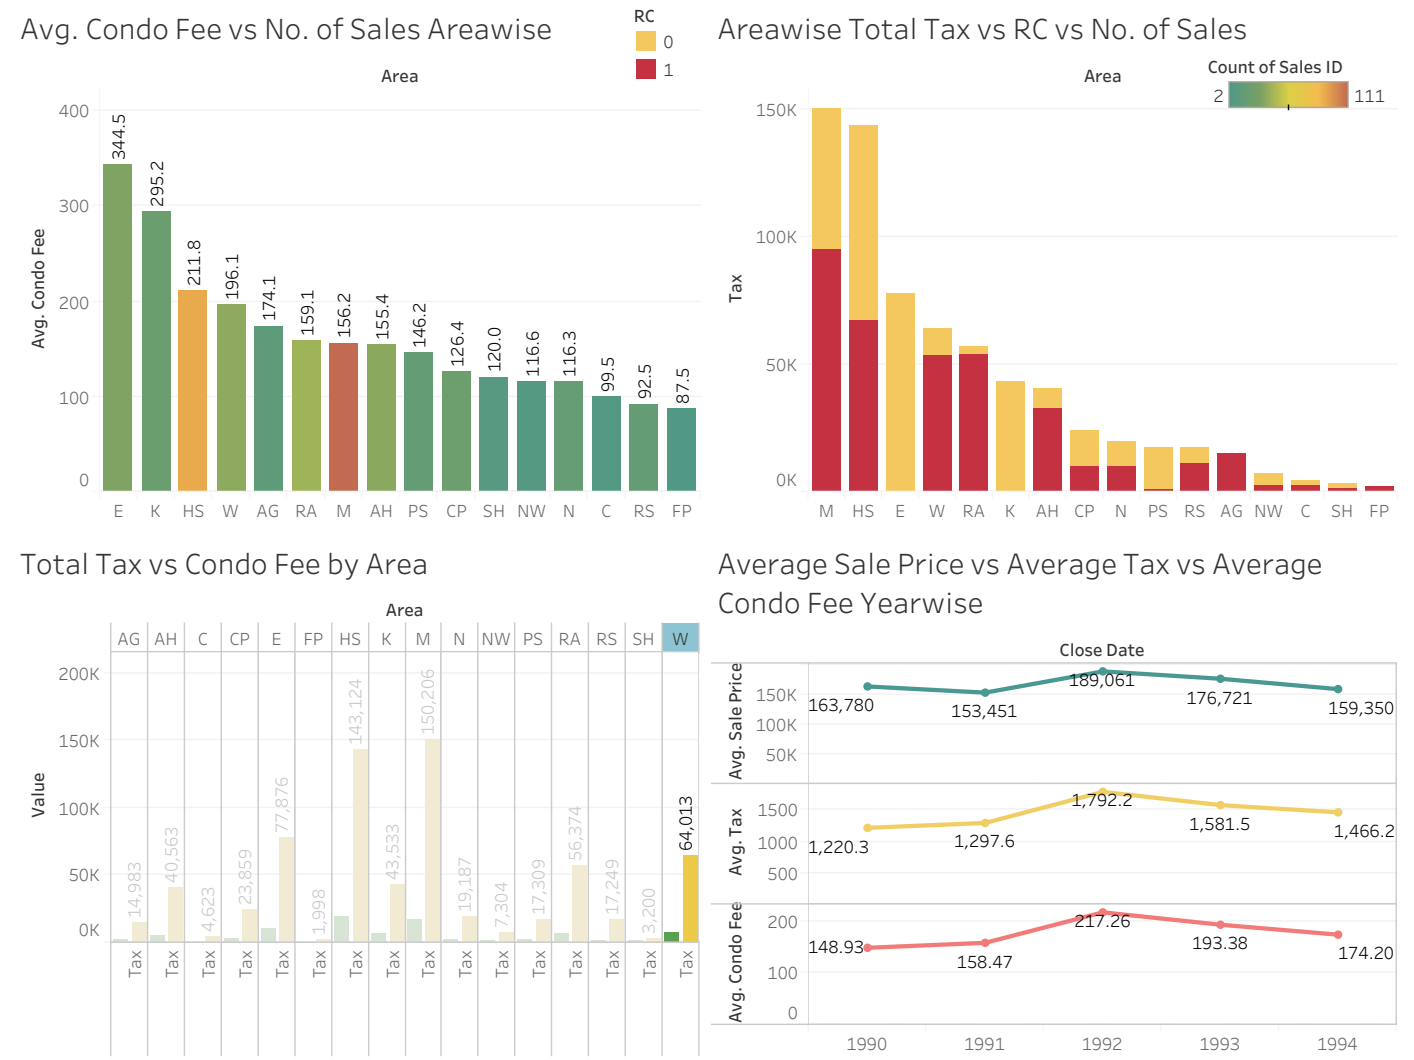 Avg. Condo Fee vs No. of Sales Areawise
RC
0
1
Area
400
300
200
100
0
Avg. Condo Fee
344.5
295.2
211.8
196.1
174.1
159.1
156.2
155.4
146.2
126.4
120.0
116.6
116.3
99.5
92.5
87.5
E K HS W AG RA M AH PS CP SH NW N C RS FP
Areawise Total Tax vs RC vs No. of Sales
Count of Sales ID
2 111
Area
150K
100K
50K
0K
Tax
M HS E W RA K AH CP N PS RS AG NW C SH FP
Total Tax vs Condo Fee by Area
Area
AG AH C CP E FP HS K M N NW PS RA RS SH W
200K
150K
100K
50K
0K
Value
14,983
40,563
4,623
23,859
77,876
1,998
143,124
43,533
150,206
19,187
7,304
17,309
56,374
17,249
3,200
64,013
Tax Tax Tax Tax Tax Tax Tax Tax Tax Tax Tax Tax Tax Tax Tax Tax
Average Sale Price vs Average Tax vs Average
Condo Fee Yearwise
Close Date
Avg. Sale Price
150K
100K
50K
163,780
153,451
189,061
176,721
159,350
Avg. Tax
1500
1000
500
1,220.3
1,297.6
1,792.2
1,581.5
1,466.2
Avg. Condo Fee
200
100
0
148.93
158.47
217.26
193.38
174.20
1990 1991 1992 1993 1994